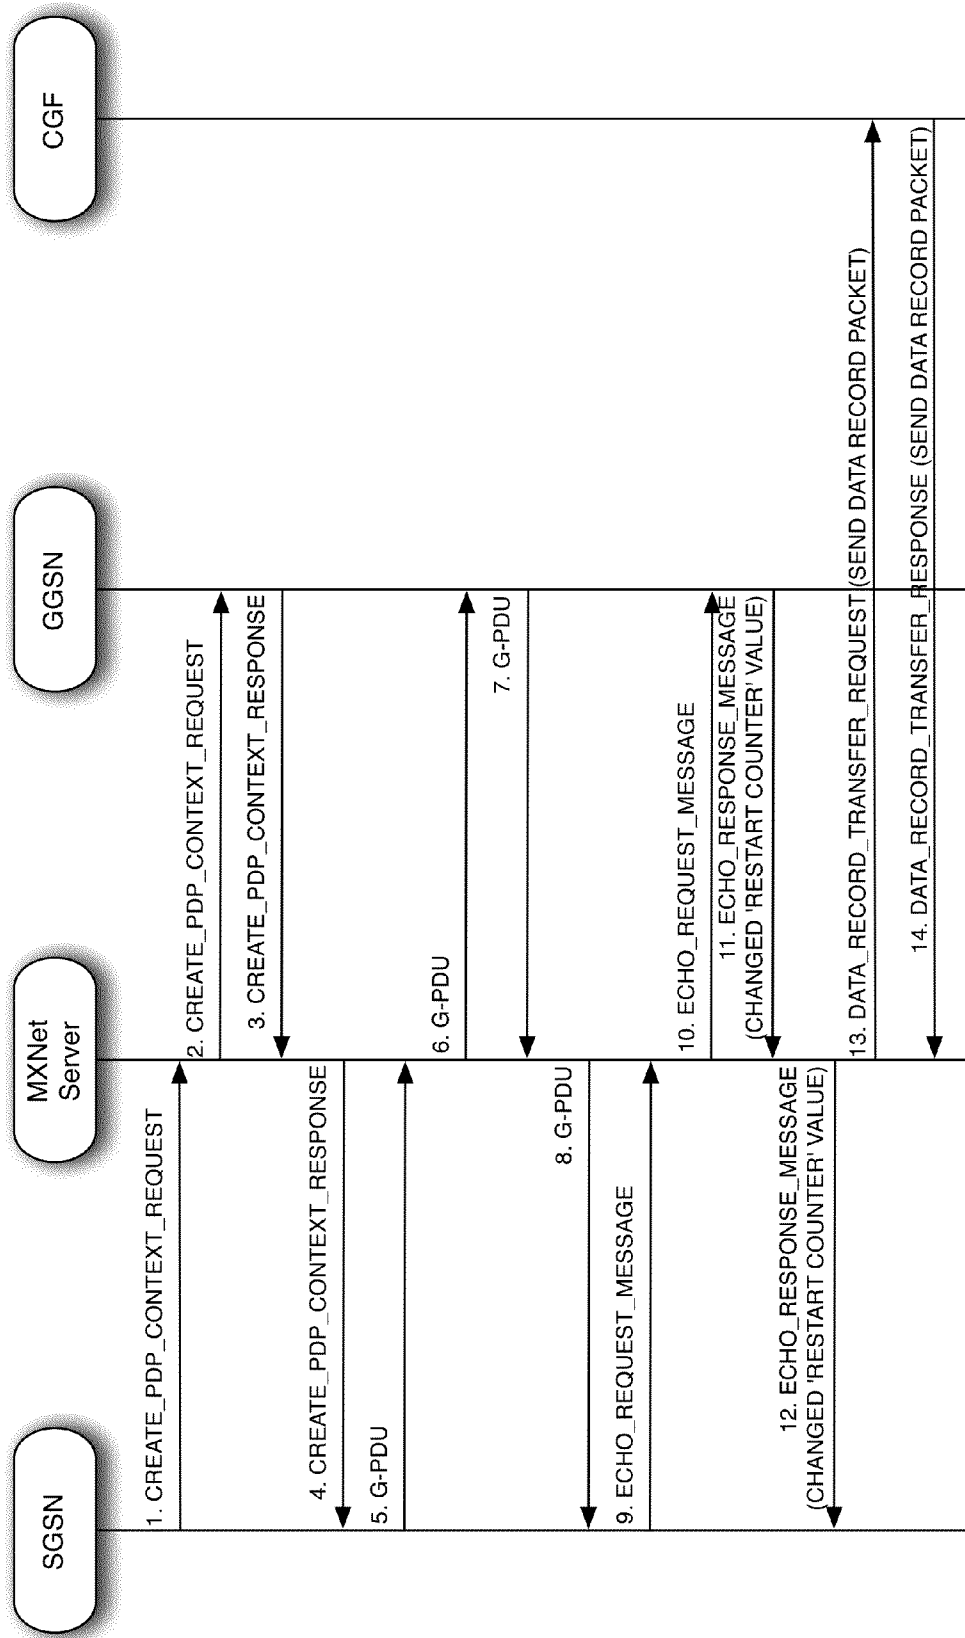 SGSN
MXNet
Server
GGSN
CGF
1. CREATE_PDP_CONTEXT_REQUEST
2. CREATE_PDP_CONTEXT_REQUEST
3. CREATE_PDP_CONTEXT_RESPONSE
4. CREATE_PDP_CONTEXT_RESPONSE
5. G-PDU
6. G-PDU
7. G-PDU
8. G-PDU
9. ECHO_REQUEST_MESSAGE
10. ECHO_REQUEST_MESSAGE
11. ECHO_RESPONSE_MESSAGE
(CHANGED 'RESTART COUNTER' VALUE)
12. ECHO_RESPONSE_MESSAGE
(CHANGED 'RESTART COUNTER' VALUE)
13. DATA_RECORD_TRANSFER_REQUEST (SEND DATA RECORD PACKET)
14. DATA_RECORD_TRANSFER_RESPONSE (SEND DATA RECORD PACKET)